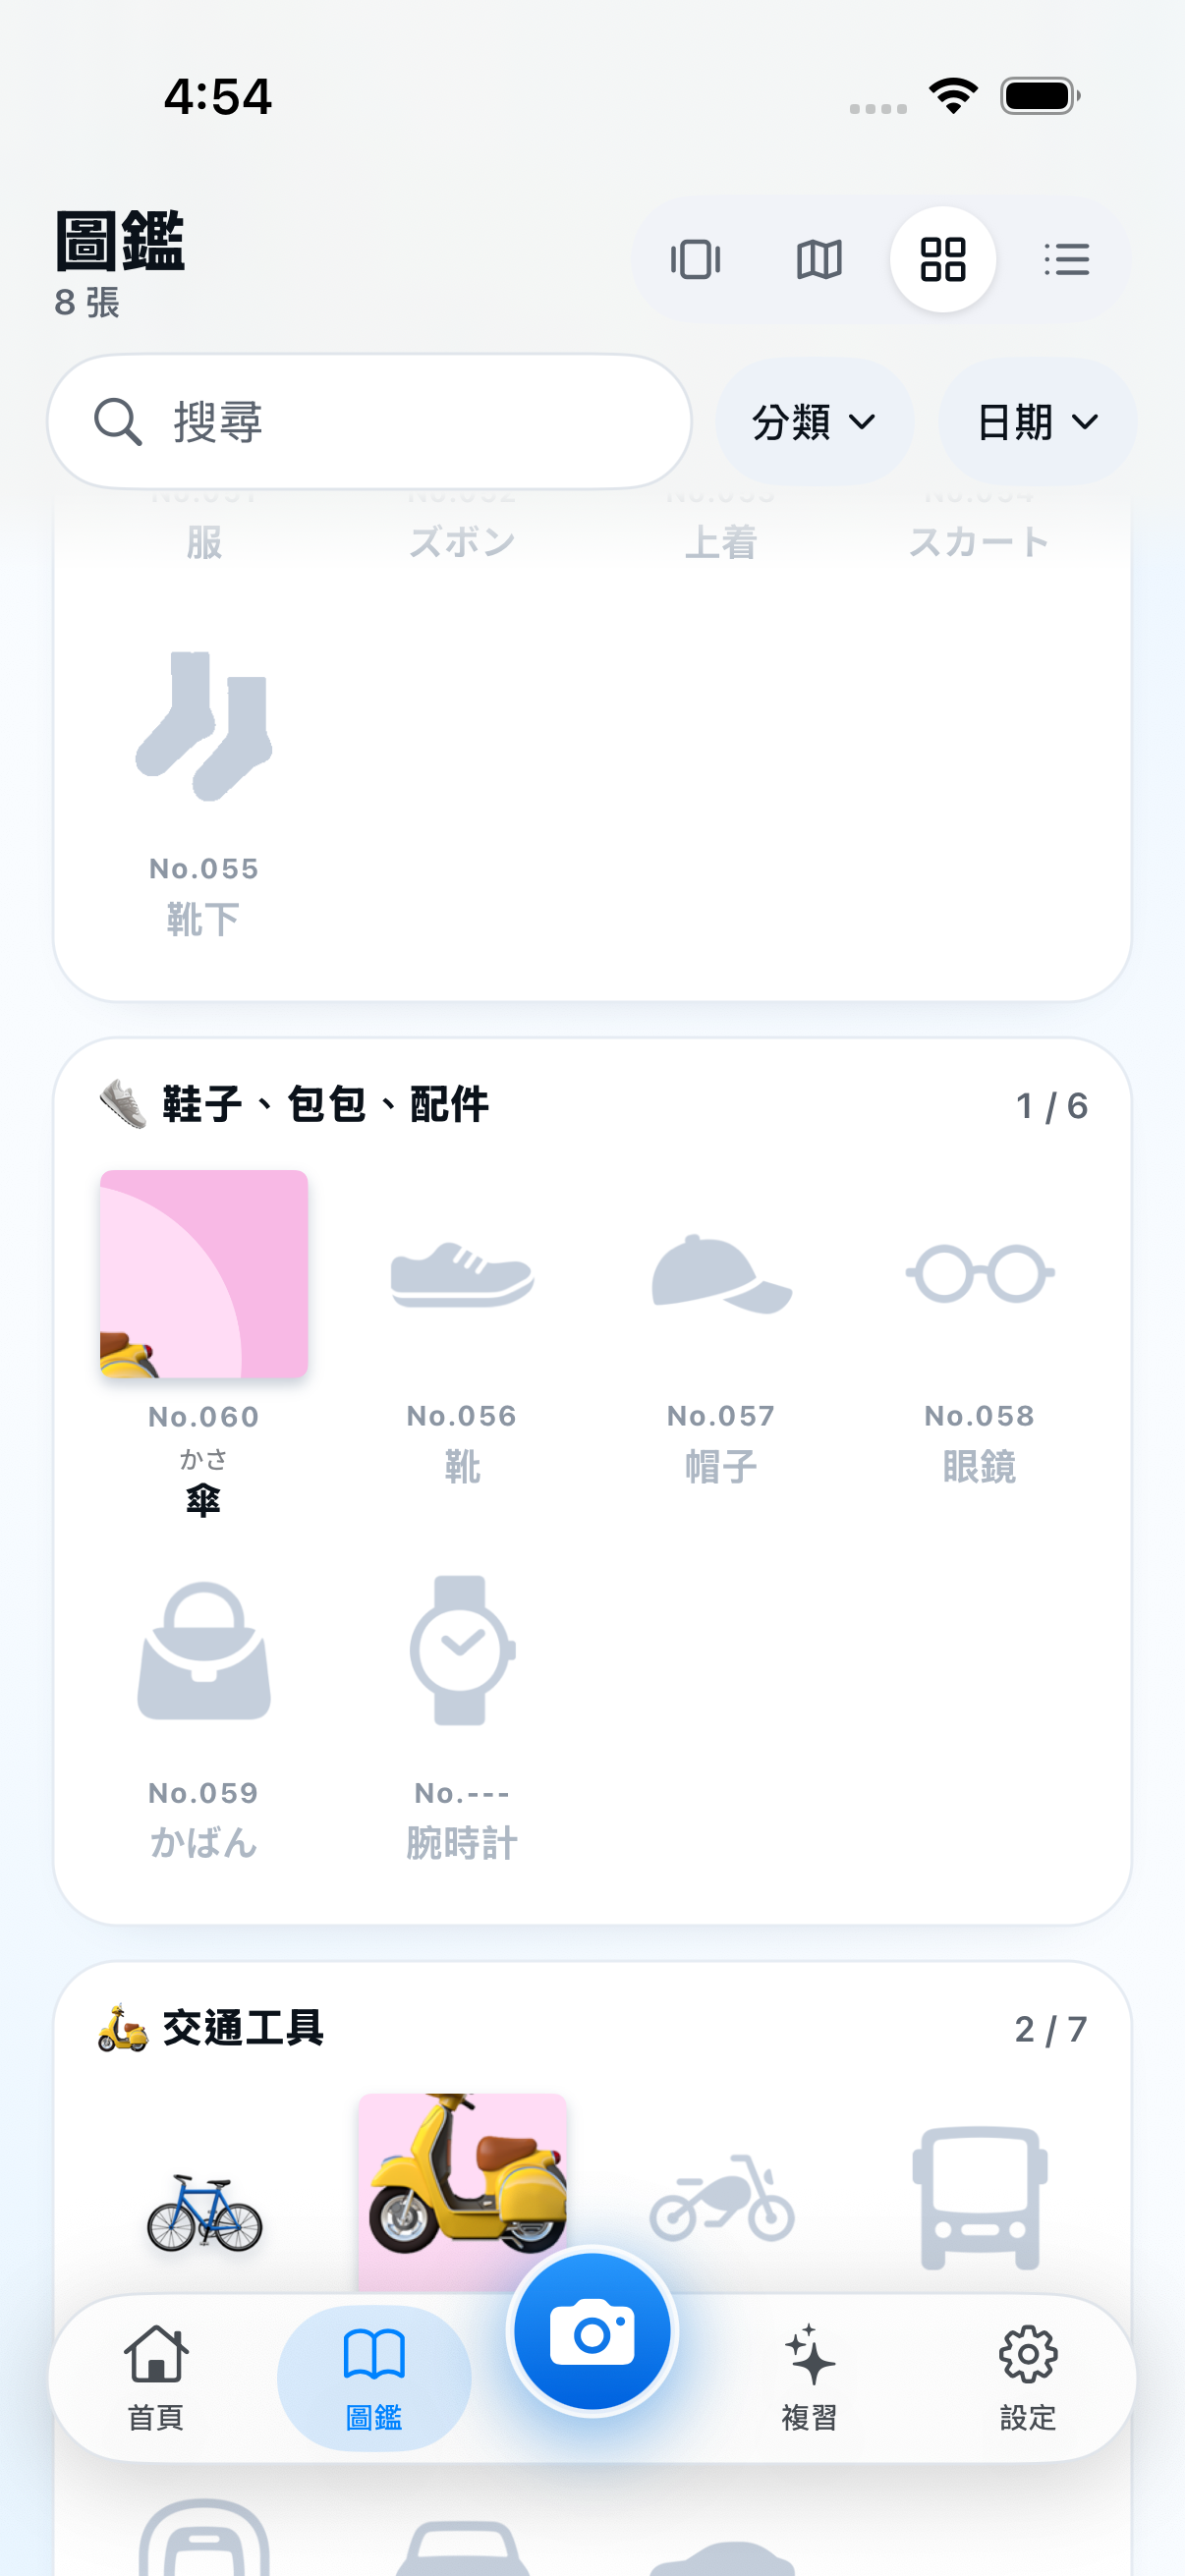 4:54
圖鑑
8 張
搜尋
分類
日期
服 ズボン 上着 スカート
No.055
靴下
鞋子、包包、配件 1 / 6
No.060 No.056 No.057 No.058
かさ
傘 靴 帽子 眼鏡
No.059 No.---
かばん 腕時計
交通工具 2 / 7
首頁 圖鑑 複習 設定